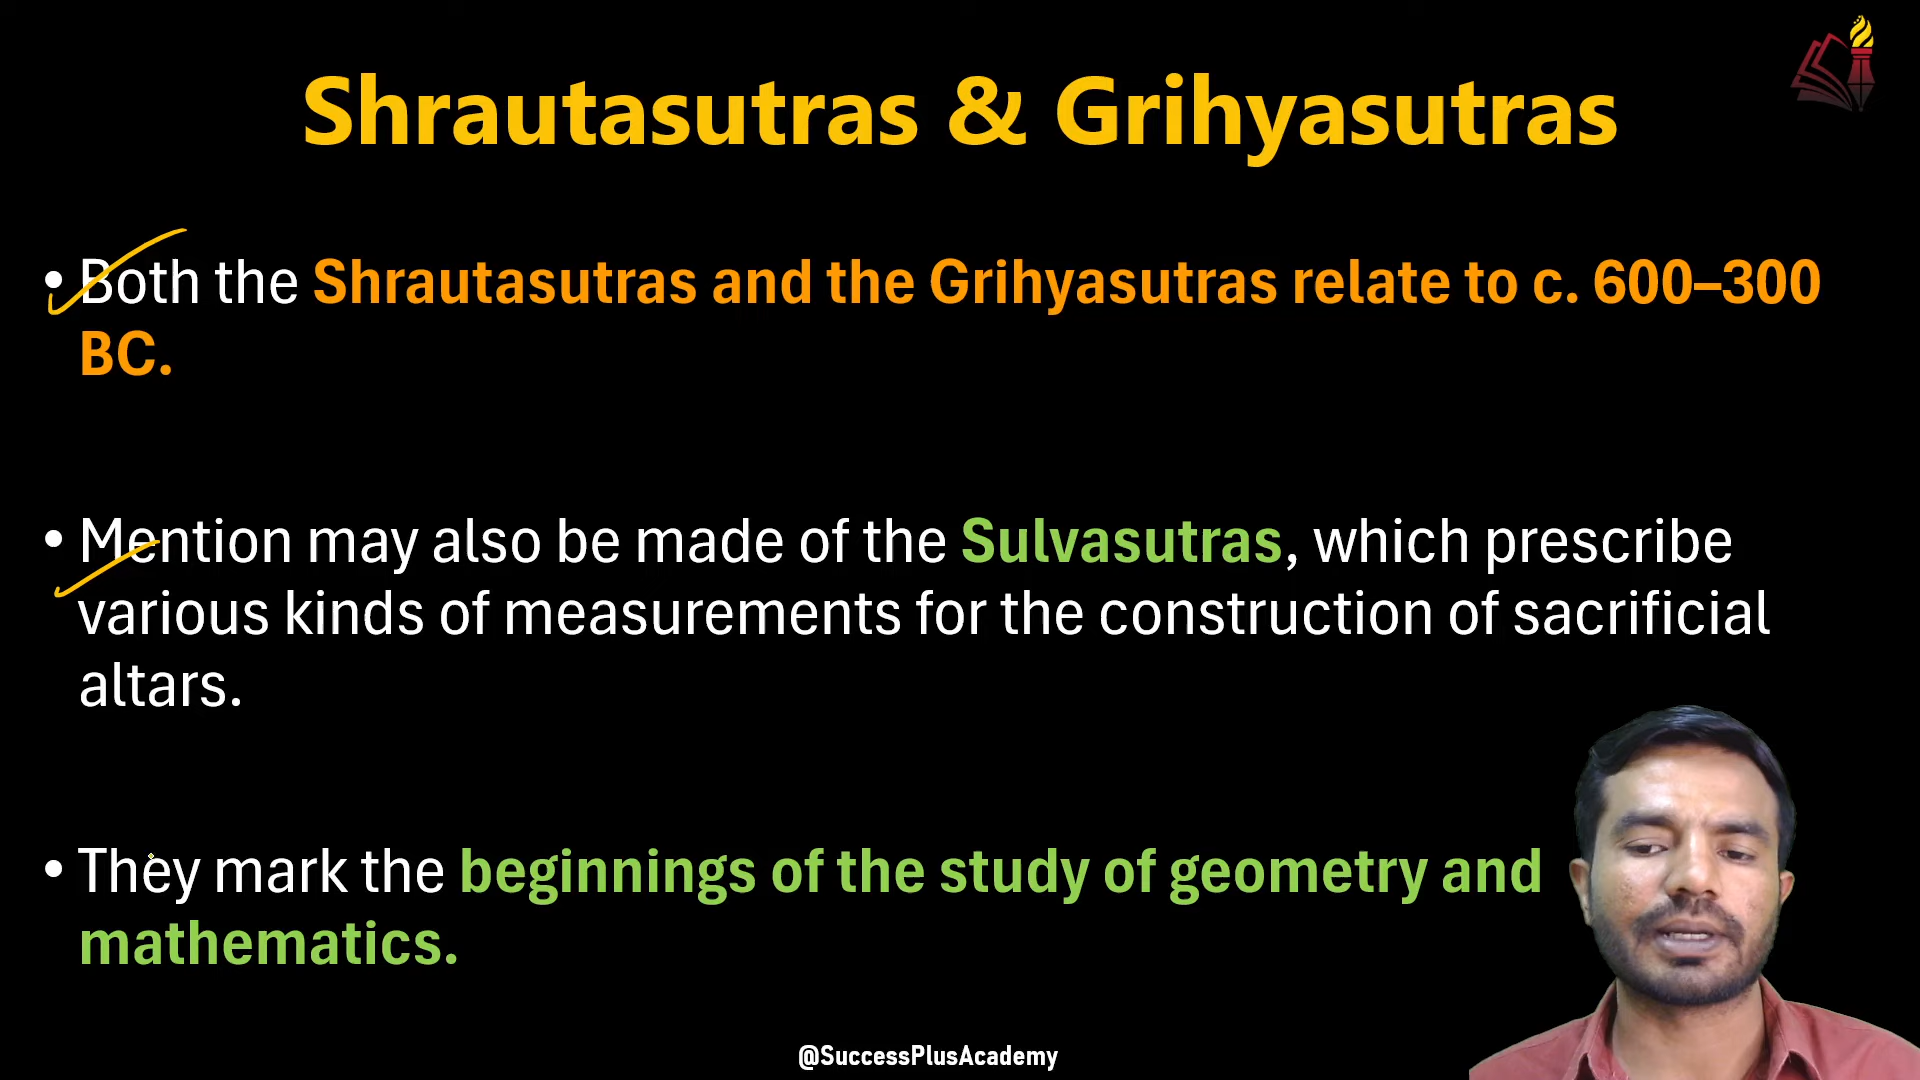 Shrautasutras & Grihyasutras
• Both the Shrautasutras and the Grihyasutras relate to c. 600–300
BC.
• Mention may also be made of the Sulvasutras, which prescribe
various kinds of measurements for the construction of sacrificial
altars.
• They mark the beginnings of the study of geometry and
mathematics.
@SuccessPlusAcademy